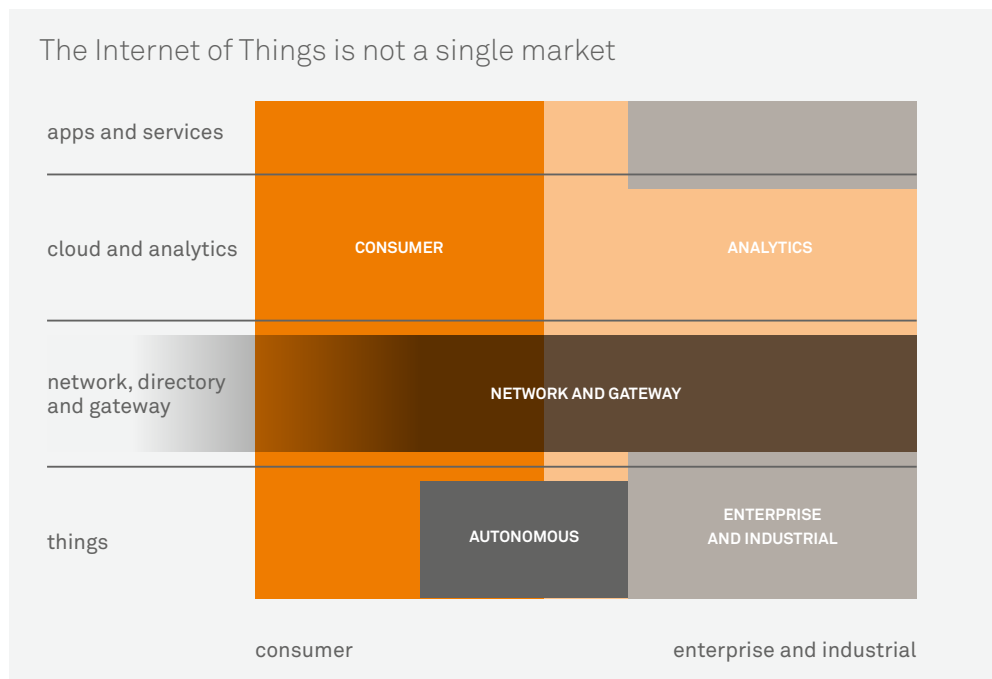 The Internet of Things is not a single market
apps and services
cloud and analytics
CONSUMER
ANALYTICS
network, directory
and gateway
NETWORK AND GATEWAY
things
AUTONOMOUS
ENTERPRISE
AND INDUSTRIAL
consumer
enterprise and industrial